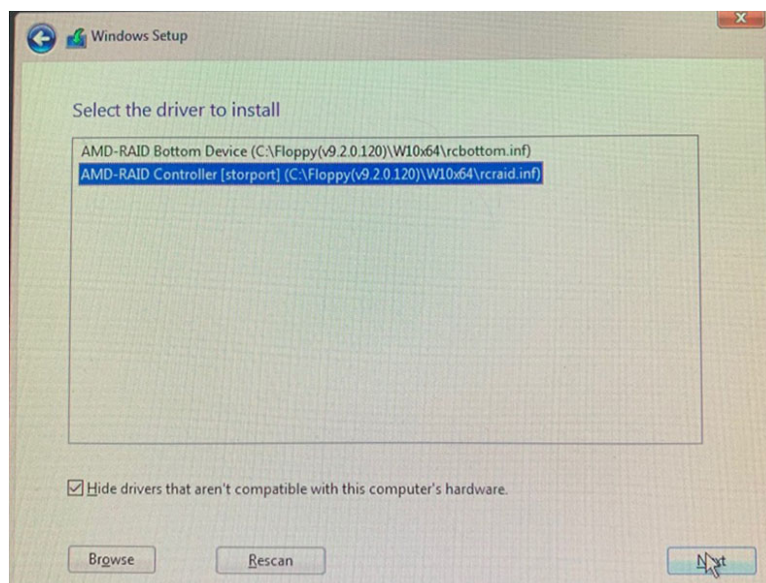 Windows Setup
Select the driver to install
AMD-RAID Bottom Device (C:\Floppy(v9.2.0.120)\W10x64\rcbottom.inf)
AMD-RAID Controller [storport] (C:\Floppy(v9.2.0.120)\W10x64\rcraid.inf)
Hide drivers that aren't compatible with this computer's hardware.
Browse
Rescan
Next